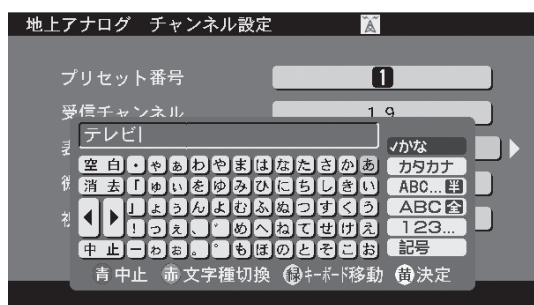 地上アナログ チャンネル設定
プリセット番号 1
受信チャンネル 19
テレビ
空白 ・ ゃ ぁ わ や ま は な た さ か あ
消去 「 ゅ ぃ を ゆ み ひ に ち し き い
」 ょ ぅ ん よ む ふ ぬ つ す く う
! っ ぇ 、 ゛ め へ ね て せ け え
中止 ー ゎ ぉ 。 ゜ も ほ の と そ こ お
✓かな
カタカナ
ABC...半
ABC全
123...
記号
青 中止 赤 文字種切換 緑 キーボード移動 黄 決定